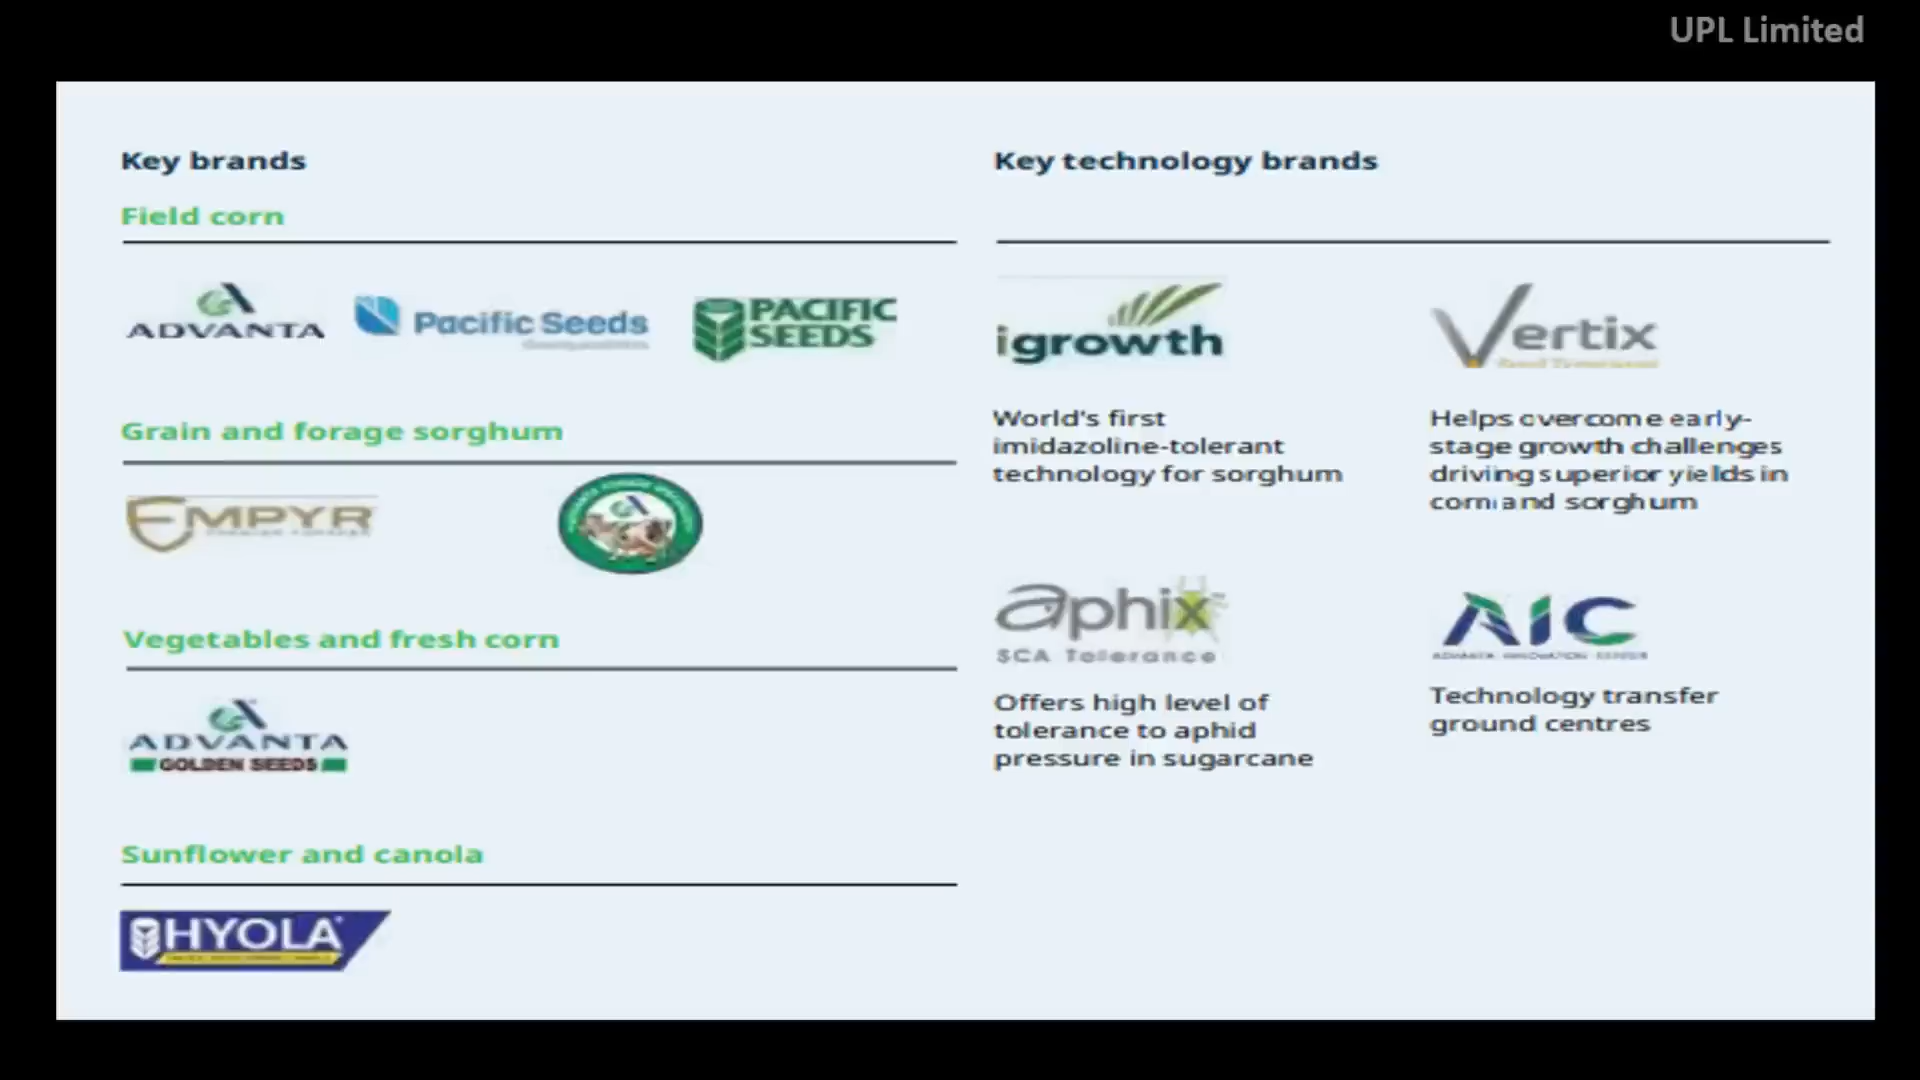 UPL Limited
Key brands
Field corn
ADVANTA
Pacific Seeds
PACIFIC
SEEDS
Grain and forage sorghum
EMPYR
Vegetables and fresh corn
ADVANTA
GOLDEN SEEDS
Sunflower and canola
HYOLA®
Key technology brands
igrowth
World's first
imidazoline-tolerant
technology for sorghum
Vertix
Helps overcome early-
stage growth challenges
driving superior yields in
corn and sorghum
aphix
SCA Tolerance
Offers high level of
tolerance to aphid
pressure in sugarcane
AIC
ADVANTA INNOVATION CENTER
Technology transfer
ground centres